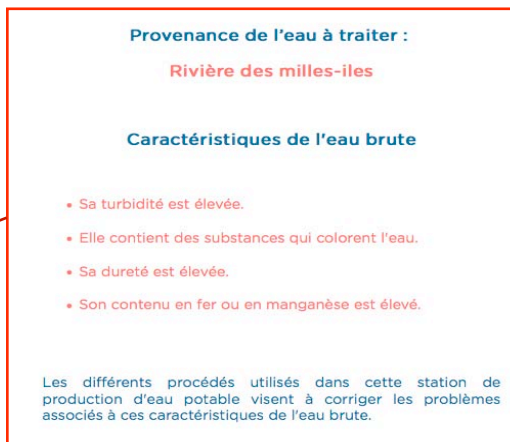 Provenance de l'eau à traiter :
Rivière des milles-iles
Caractéristiques de l'eau brute
• Sa turbidité est élevée.
• Elle contient des substances qui colorent l'eau.
• Sa dureté est élevée.
• Son contenu en fer ou en manganèse est élevé.
Les différents procédés utilisés dans cette station de
production d'eau potable visent à corriger les problèmes
associés à ces caractéristiques de l'eau brute.